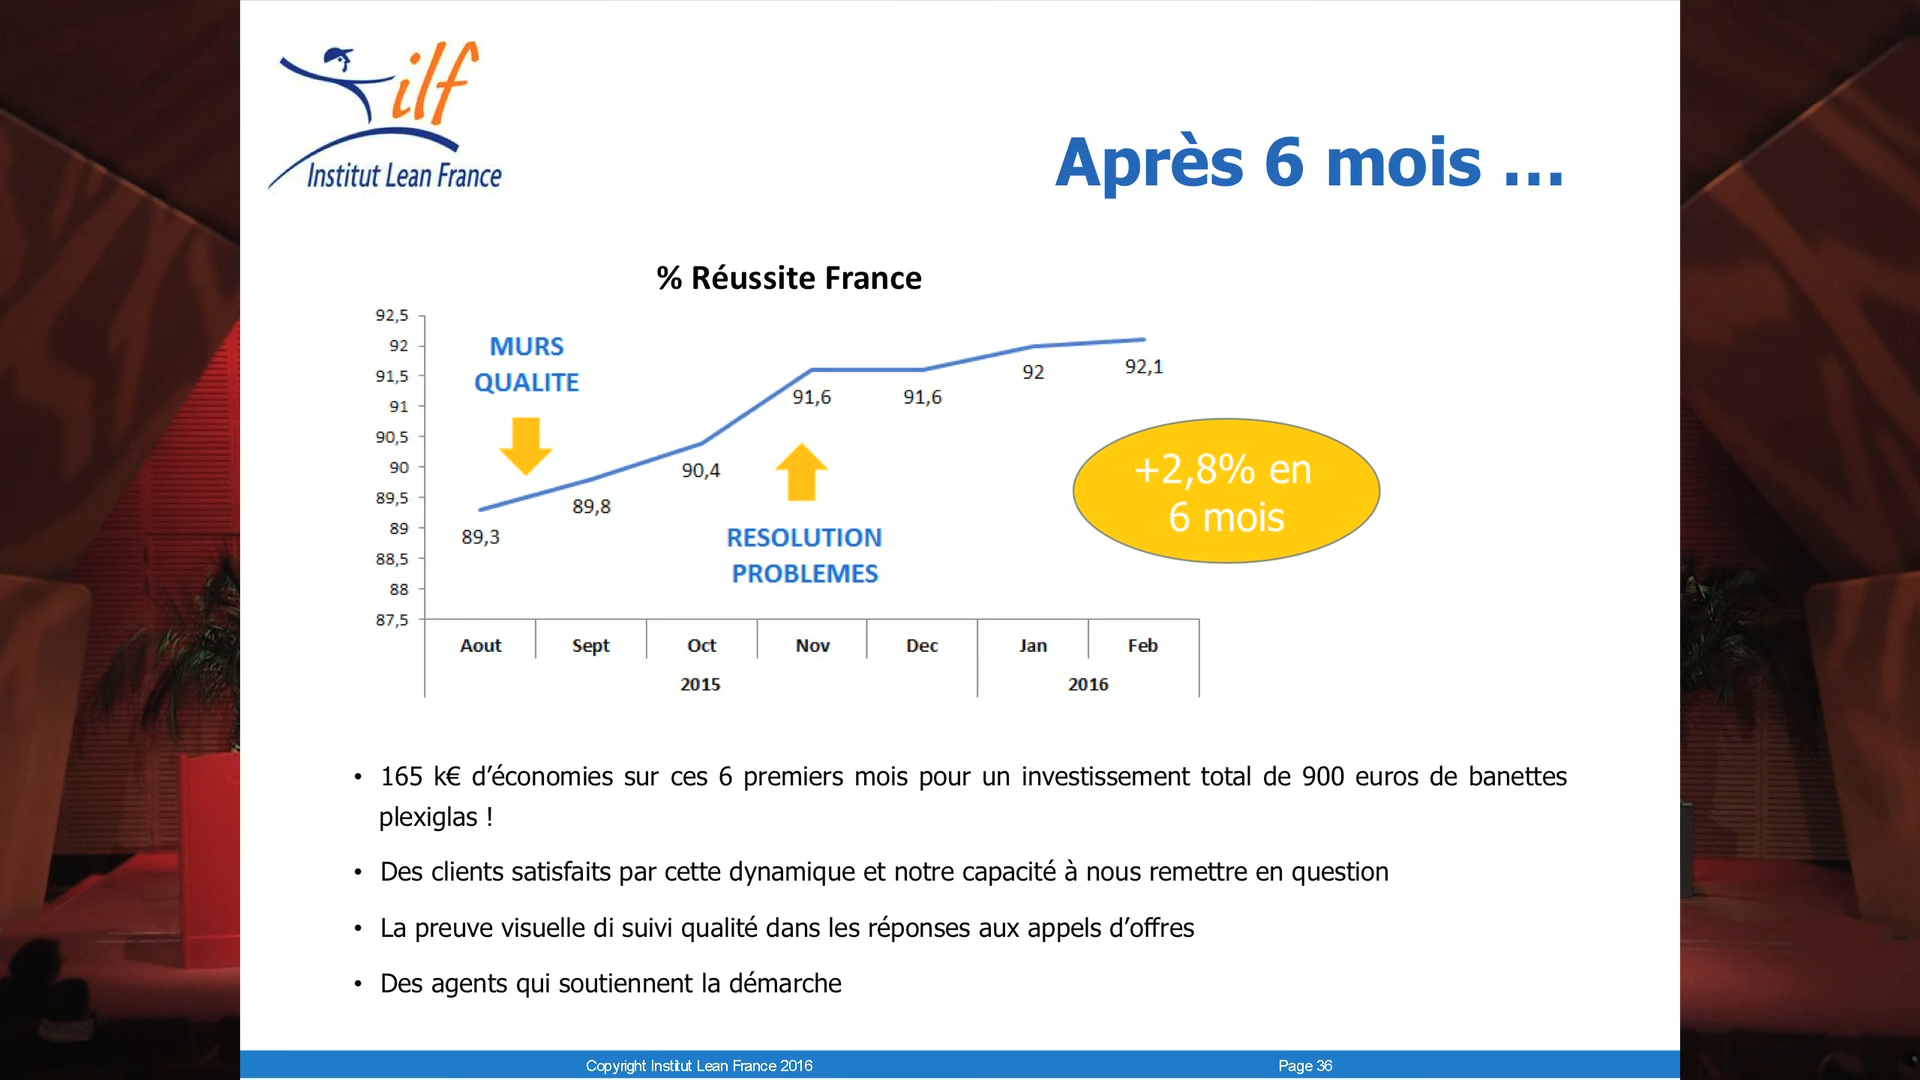 ilf
Institut Lean France
Après 6 mois ...
% Réussite France
92,5
92
91,5
91
90,5
90
89,5
89
88,5
88
87,5
MURS
QUALITE
89,3
89,8
90,4
91,6
91,6
92
92,1
RESOLUTION
PROBLEMES
+2,8% en
6 mois
Aout Sept Oct Nov Dec Jan Feb
2015 2016
• 165 k€ d’économies sur ces 6 premiers mois pour un investissement total de 900 euros de banettes
plexiglas !
• Des clients satisfaits par cette dynamique et notre capacité à nous remettre en question
• La preuve visuelle di suivi qualité dans les réponses aux appels d’offres
• Des agents qui soutiennent la démarche
Copyright Institut Lean France 2016 Page 36